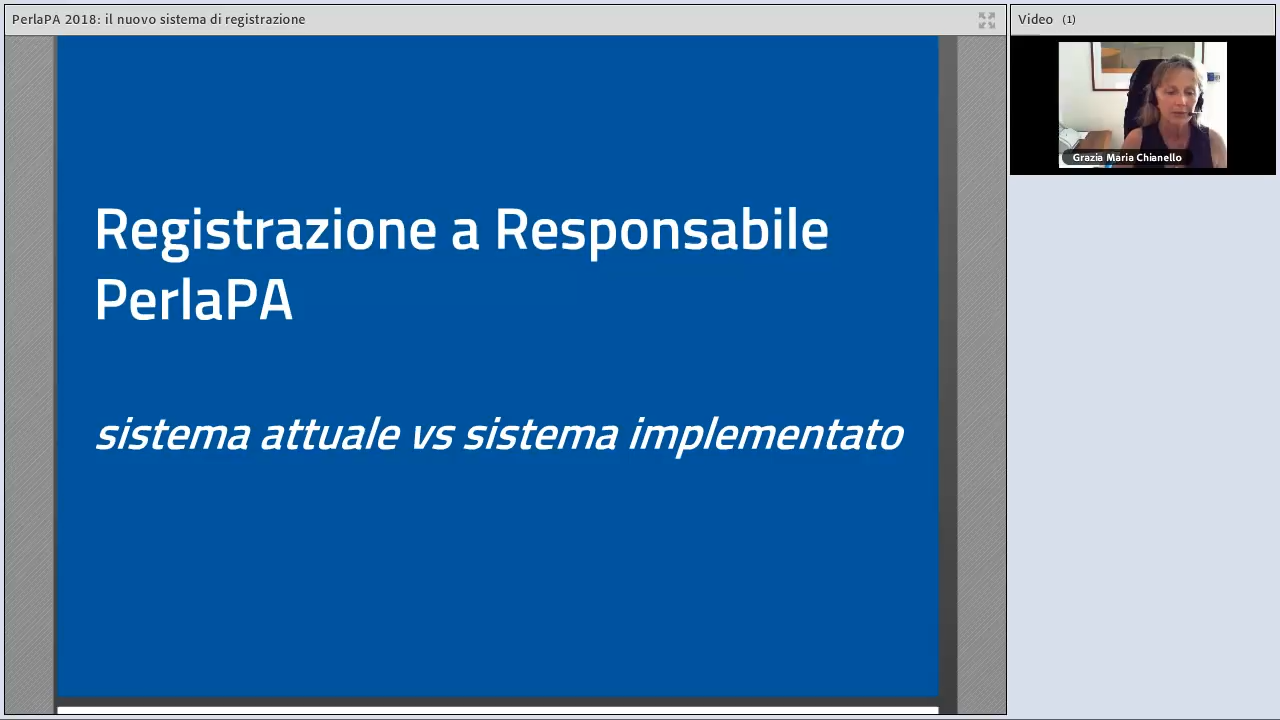 PerlaPA 2018: il nuovo sistema di registrazione
Video (1)
Grazia Maria Chianello
Registrazione a Responsabile
PerlaPA
sistema attuale vs sistema implementato